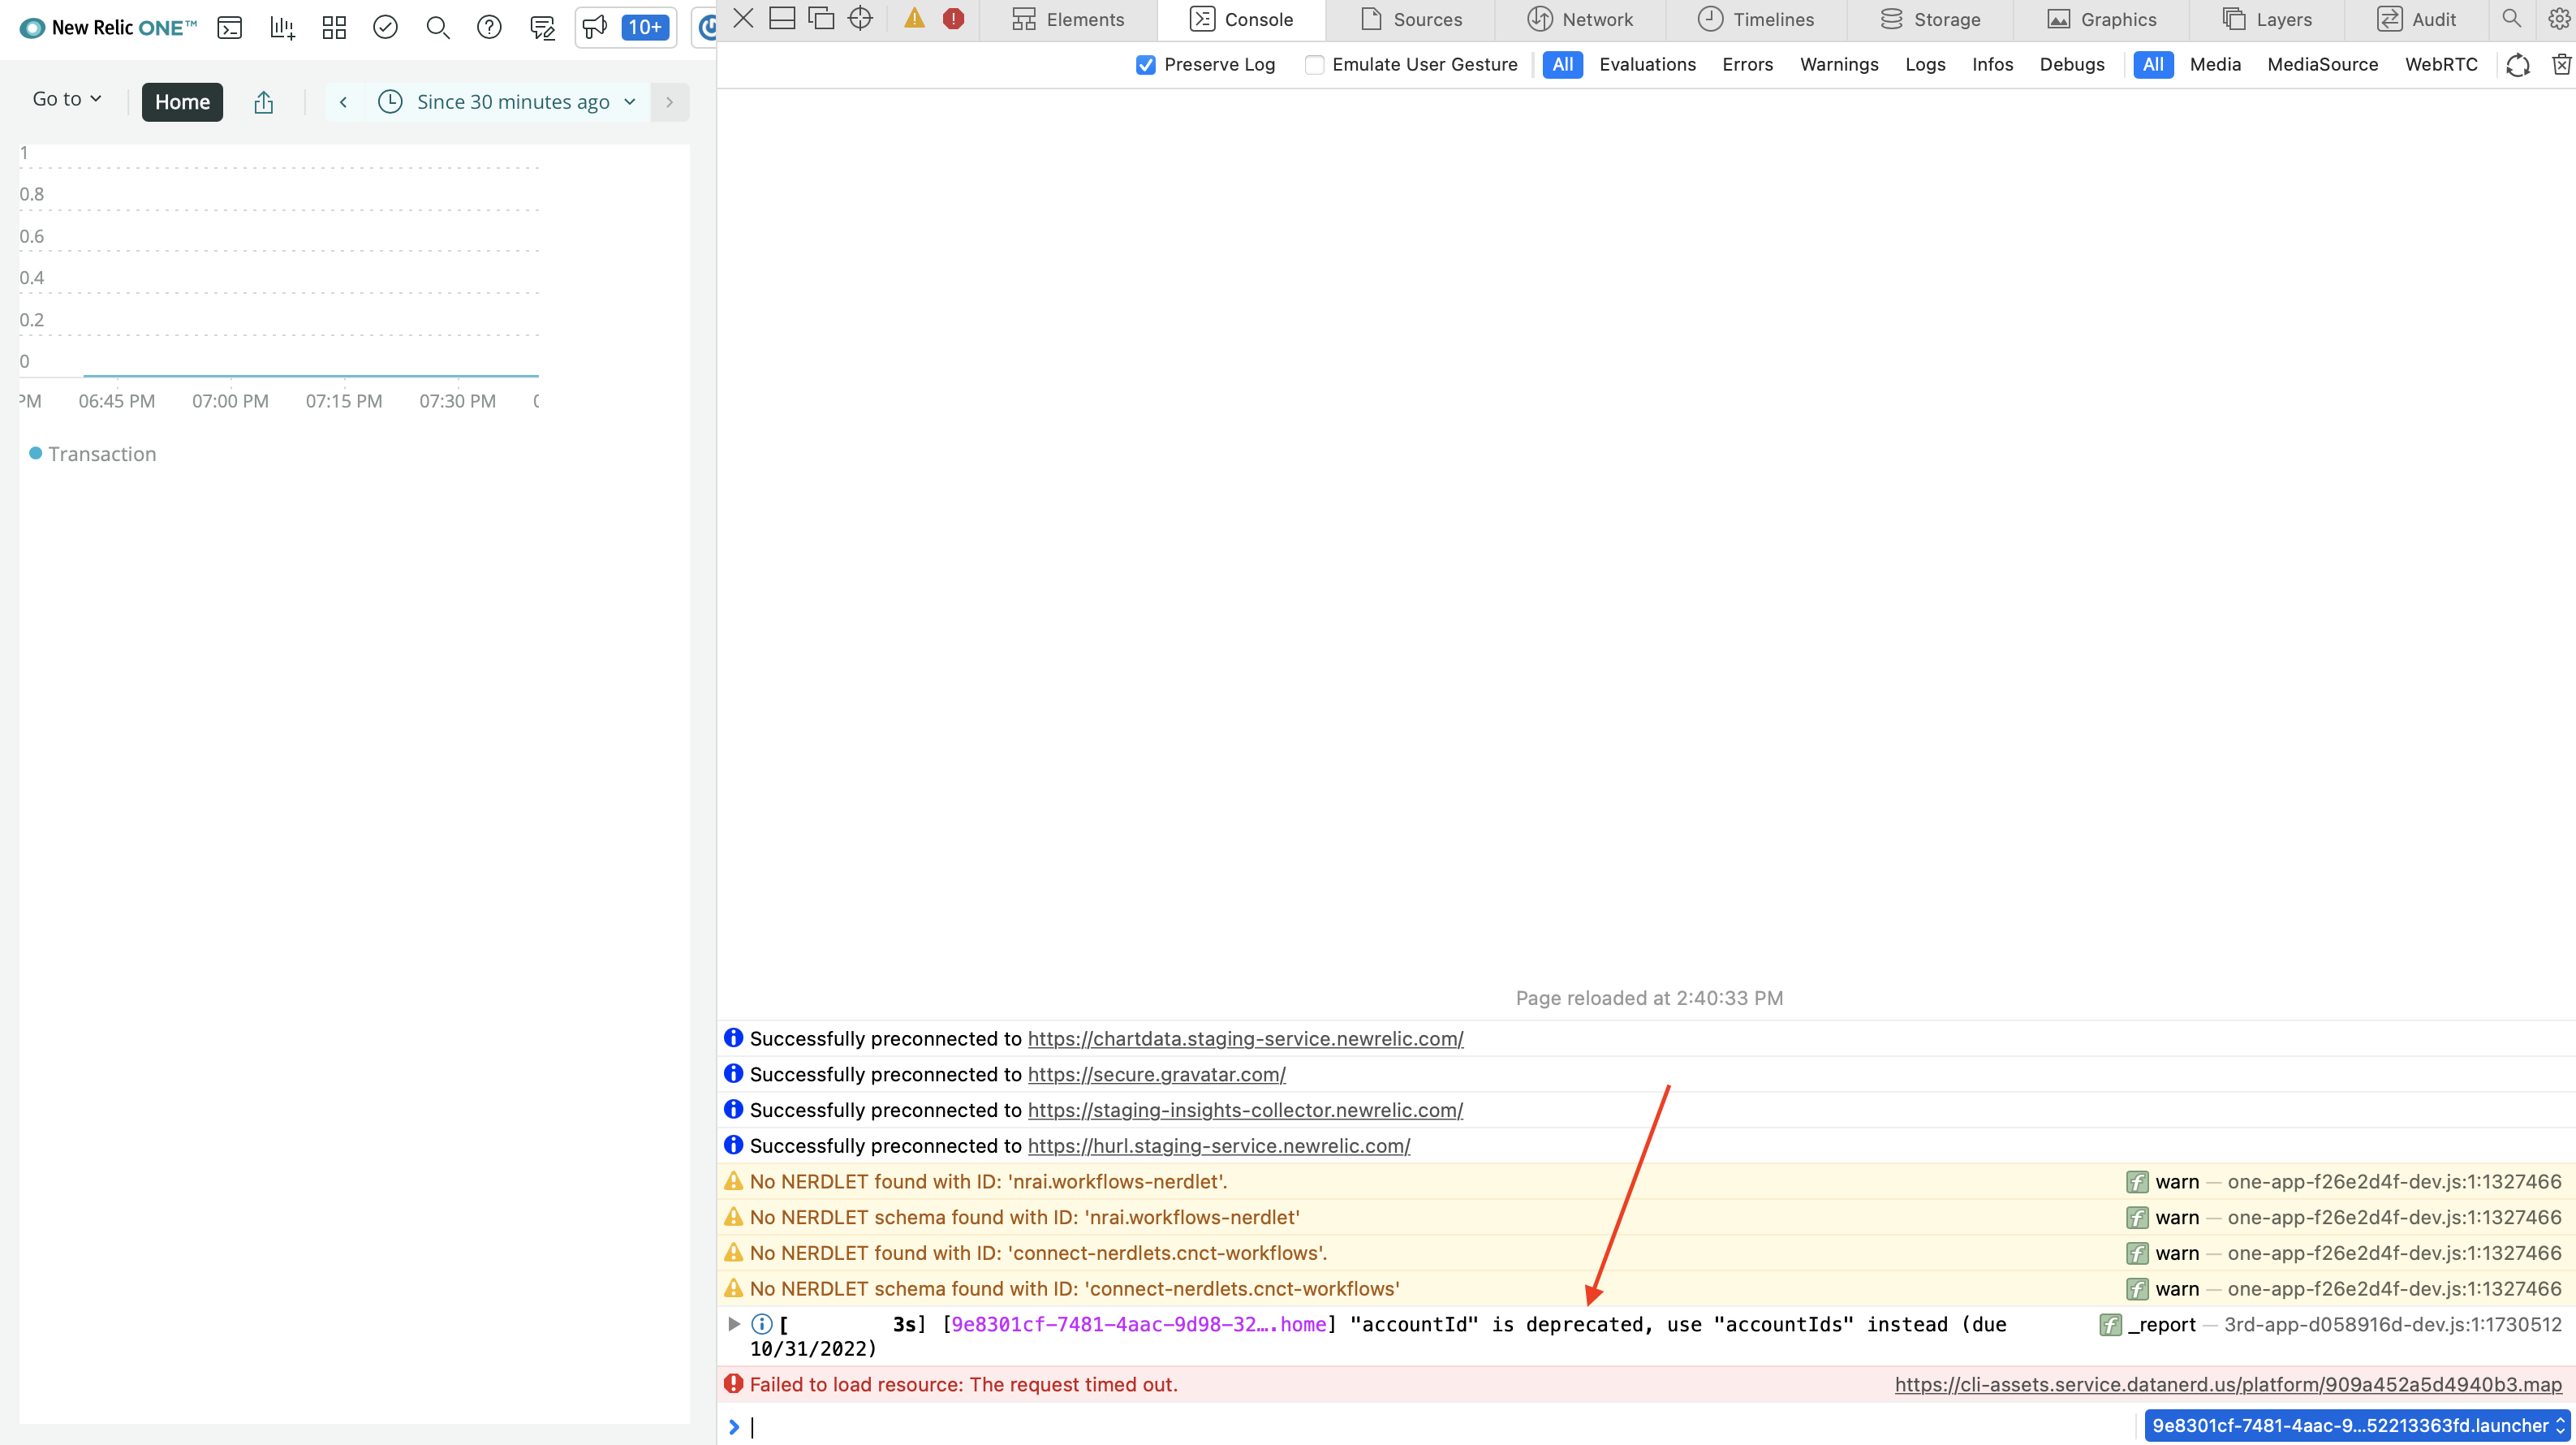 New Relic ONE™
10+
Go to
Home
Since 30 minutes ago
1
0.8
0.6
0.4
0.2
0
PM 06:45 PM 07:00 PM 07:15 PM 07:30 PM
Transaction
Elements Console Sources Network Timelines Storage Graphics Layers Audit
Preserve Log Emulate User Gesture All Evaluations Errors Warnings Logs Infos Debugs All Media MediaSource WebRTC
Page reloaded at 2:40:33 PM
Successfully preconnected to https://chartdata.staging-service.newrelic.com/
Successfully preconnected to https://secure.gravatar.com/
Successfully preconnected to https://staging-insights-collector.newrelic.com/
Successfully preconnected to https://hurl.staging-service.newrelic.com/
No NERDLET found with ID: 'nrai.workflows-nerdlet'. f warn — one-app-f26e2d4f-dev.js:1:1327466
No NERDLET schema found with ID: 'nrai.workflows-nerdlet' f warn — one-app-f26e2d4f-dev.js:1:1327466
No NERDLET found with ID: 'connect-nerdlets.cnct-workflows'. f warn — one-app-f26e2d4f-dev.js:1:1327466
No NERDLET schema found with ID: 'connect-nerdlets.cnct-workflows' f warn — one-app-f26e2d4f-dev.js:1:1327466
[ 3s] [9e8301cf-7481-4aac-9d98-32….home] "accountId" is deprecated, use "accountIds" instead (due f _report — 3rd-app-d058916d-dev.js:1:1730512
10/31/2022)
Failed to load resource: The request timed out. https://cli-assets.service.datanerd.us/platform/909a452a5d4940b3.map
9e8301cf-7481-4aac-9…52213363fd.launcher